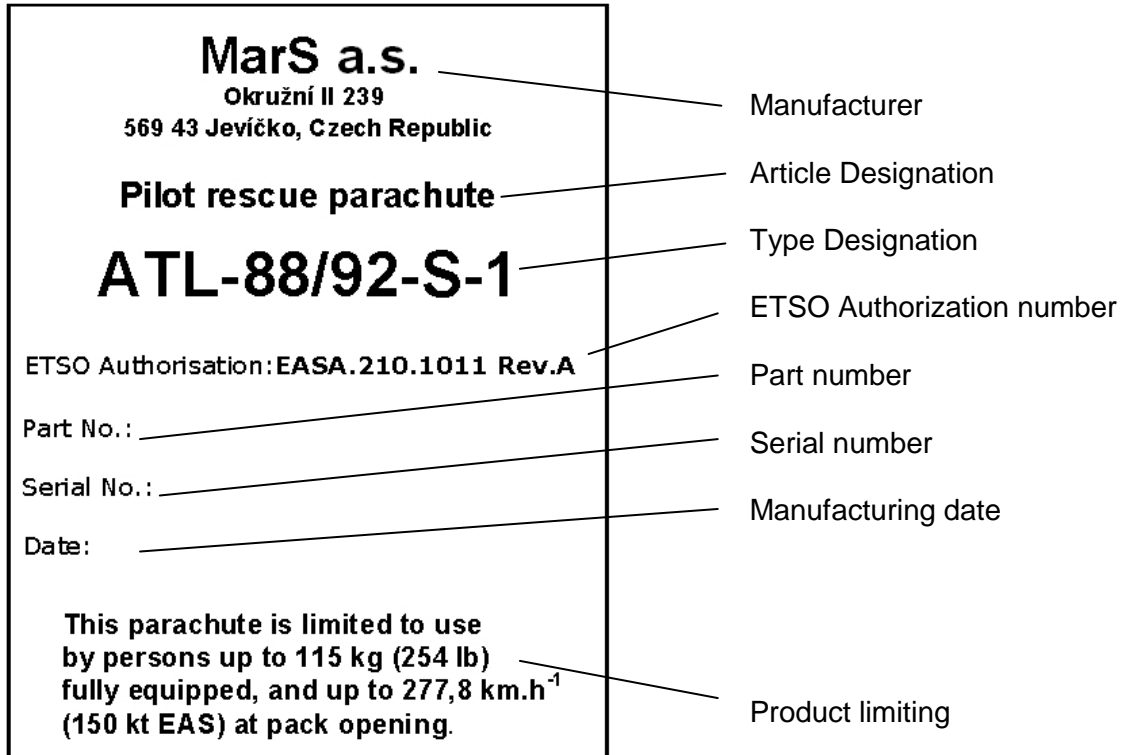 MarS a.s.
Okružní II 239
569 43 Jevíčko, Czech Republic
Pilot rescue parachute
ATL-88/92-S-1
ETSO Authorisation: EASA.210.1011 Rev.A
Part No.:
Serial No.:
Date:
This parachute is limited to use
by persons up to 115 kg (254 lb)
fully equipped, and up to 277,8 km.h⁻¹
(150 kt EAS) at pack opening.
Manufacturer
Article Designation
Type Designation
ETSO Authorization number
Part number
Serial number
Manufacturing date
Product limiting